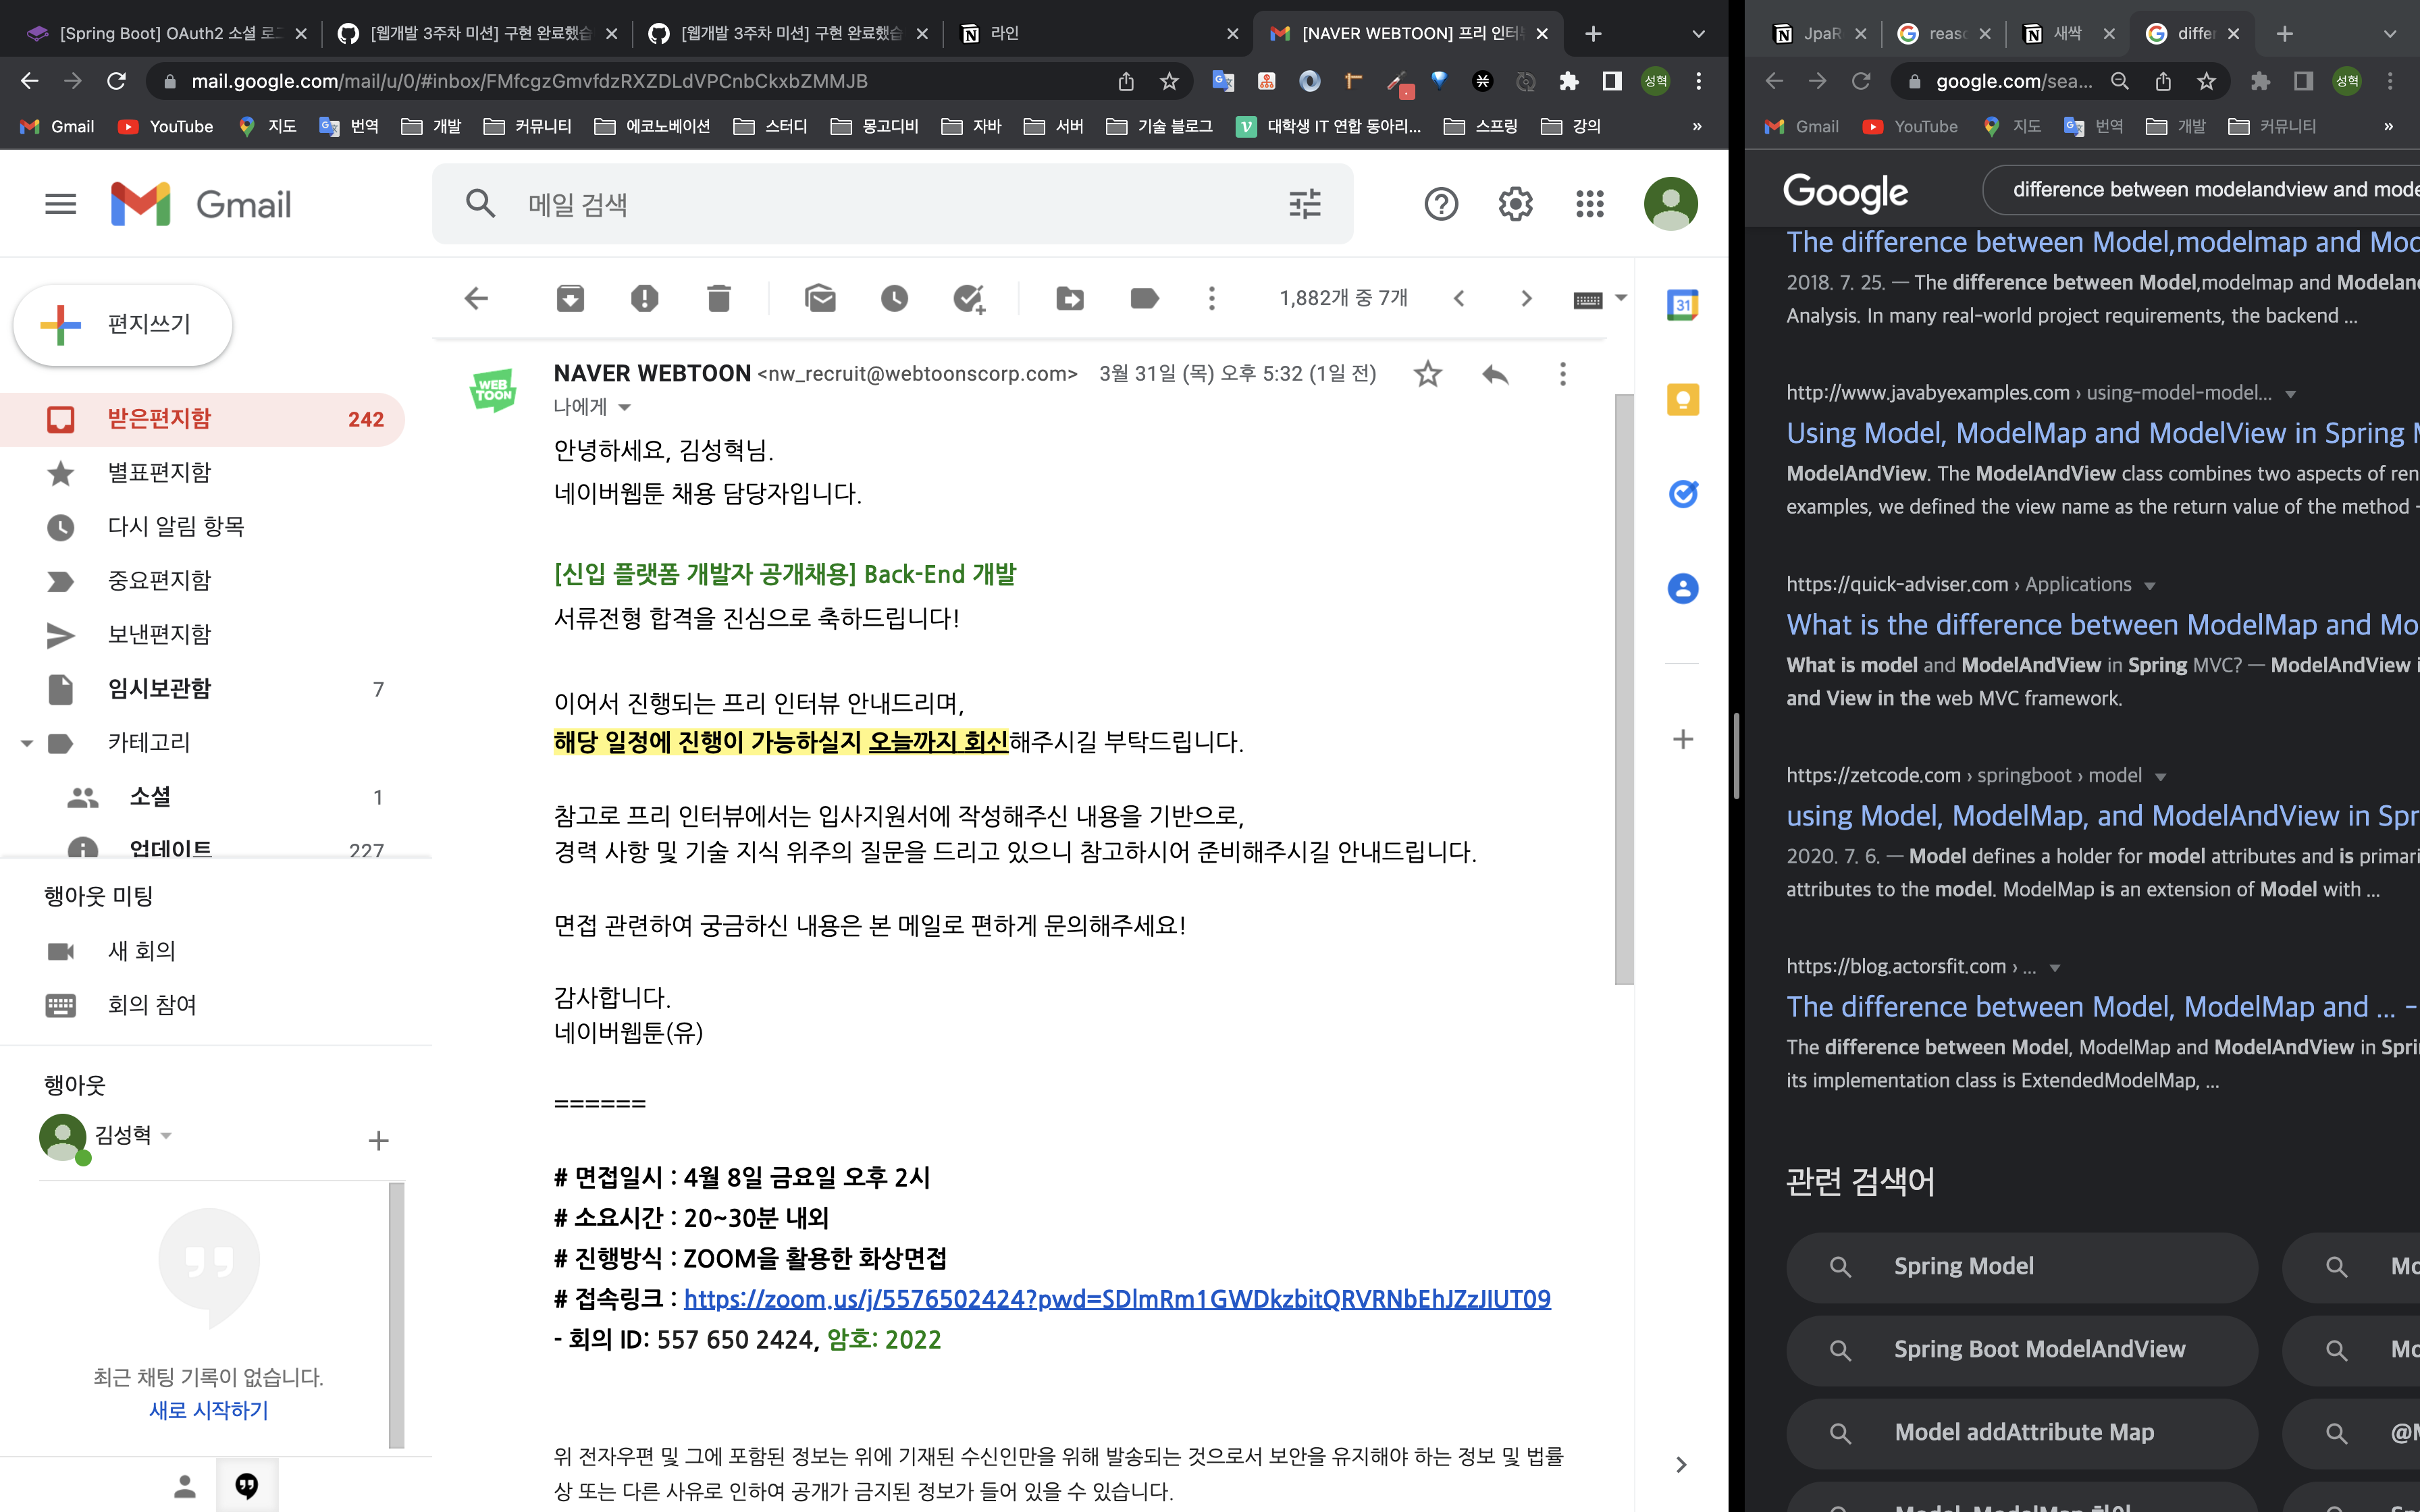 [Spring Boot] OAuth2 소셜 로그
[웹개발 3주차 미션] 구현 완료했습
[웹개발 3주차 미션] 구현 완료했습
라인
[NAVER WEBTOON] 프리 인터뷰
mail.google.com/mail/u/0/#inbox/FMfcgzGmvfdzRXZDLdVPCnbCkxbZMMJB
성혁
Gmail
YouTube
지도
번역
개발
커뮤니티
에코노베이션
스터디
몽고디비
자바
서버
기술 블로그
대학생 IT 연합 동아리...
스프링
강의
»
Gmail
메일 검색
편지쓰기
받은편지함 242
별표편지함
다시 알림 항목
중요편지함
보낸편지함
임시보관함 7
카테고리
소셜 1
업데이트 227
행아웃 미팅
새 회의
회의 참여
행아웃
김성혁
최근 채팅 기록이 없습니다.
새로 시작하기
1,882개 중 7개
31
WEB
TOON
NAVER WEBTOON <nw_recruit@webtoonscorp.com> 3월 31일 (목) 오후 5:32 (1일 전)
나에게
안녕하세요, 김성혁님.
네이버웹툰 채용 담당자입니다.
[신입 플랫폼 개발자 공개채용] Back-End 개발
서류전형 합격을 진심으로 축하드립니다!
이어서 진행되는 프리 인터뷰 안내드리며,
해당 일정에 진행이 가능하실지 오늘까지 회신해주시길 부탁드립니다.
참고로 프리 인터뷰에서는 입사지원서에 작성해주신 내용을 기반으로,
경력 사항 및 기술 지식 위주의 질문을 드리고 있으니 참고하시어 준비해주시길 안내드립니다.
면접 관련하여 궁금하신 내용은 본 메일로 편하게 문의해주세요!
감사합니다.
네이버웹툰(유)
======
# 면접일시 : 4월 8일 금요일 오후 2시
# 소요시간 : 20~30분 내외
# 진행방식 : ZOOM을 활용한 화상면접
# 접속링크 : https://zoom.us/j/5576502424?pwd=SDlmRm1GWDkzbitQRVRNbEhJZzJIUT09
- 회의 ID: 557 650 2424, 암호: 2022
위 전자우편 및 그에 포함된 정보는 위에 기재된 수신인만을 위해 발송되는 것으로서 보안을 유지해야 하는 정보 및 법률
상 또는 다른 사유로 인하여 공개가 금지된 정보가 들어 있을 수 있습니다.
JpaR
reaso
새싹
differ
google.com/sea...
성혁
Gmail
YouTube
지도
번역
개발
커뮤니티
»
Google
difference between modelandview and mode
The difference between Model,modelmap and Mod
2018. 7. 25. — The difference between Model,modelmap and Modelan
Analysis. In many real-world project requirements, the backend ...
http://www.javabyexamples.com › using-model-model...
Using Model, ModelMap and ModelView in Spring M
ModelAndView. The ModelAndView class combines two aspects of ren
examples, we defined the view name as the return value of the method -
https://quick-adviser.com › Applications
What is the difference between ModelMap and Mo
What is model and ModelAndView in Spring MVC? — ModelAndView i
and View in the web MVC framework.
https://zetcode.com › springboot › model
using Model, ModelMap, and ModelAndView in Spr
2020. 7. 6. — Model defines a holder for model attributes and is primari
attributes to the model. ModelMap is an extension of Model with ...
https://blog.actorsfit.com › ...
The difference between Model, ModelMap and ... -
The difference between Model, ModelMap and ModelAndView in Sprin
its implementation class is ExtendedModelMap, ...
관련 검색어
Spring Model
Mo
Spring Boot ModelAndView
Mo
Model addAttribute Map
@M
Model, ModelMap 차이